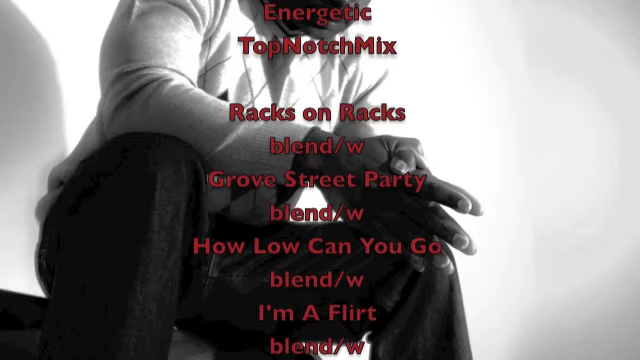 Energetic
TopNotchMix
Racks on Racks
blend/w
Grove Street Party
blend/w
How Low Can You Go
blend/w
I'm A Flirt
blend/w